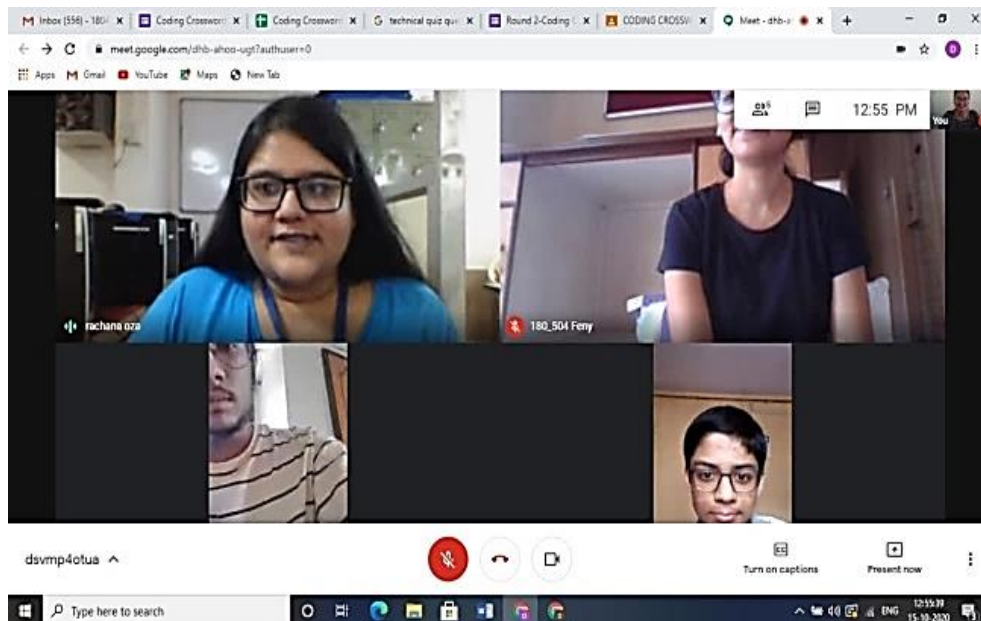 Inbox (556) - 180
Coding Crossword
Coding Crossword
technical quiz que
Round 2-Coding
CODING CROSSW
Meet - dhb-a
meet.google.com/dhb-ahoo-ugt?authuser=0
D
Apps
Gmail
YouTube
Maps
New Tab
6
12:55 PM
You
rachana oza
180_504 Feny
dsvmp4otua
Turn on captions
Present now
Type here to search
ENG
12:55:39
15-10-2020